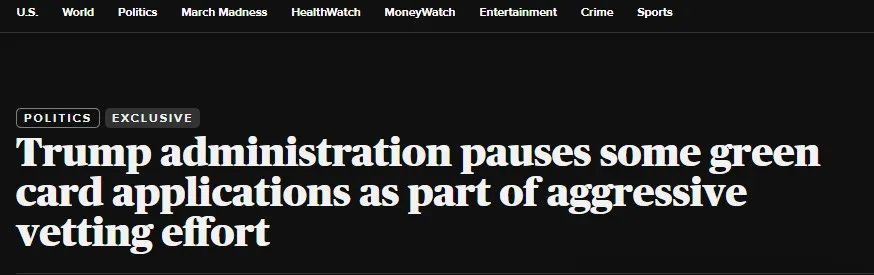 U.S. World Politics March Madness HealthWatch MoneyWatch Entertainment Crime Sports
POLITICS EXCLUSIVE
Trump administration pauses some green
card applications as part of aggressive
vetting effort